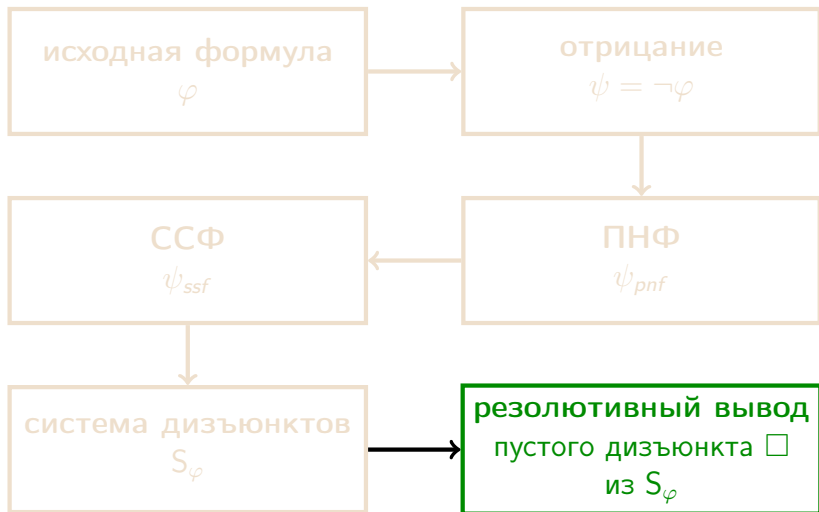 исходная формула
φ
отрицание
ψ = ¬φ
ССФ
ψ_ssf
ПНФ
ψ_pnf
система дизъюнктов
S_φ
резолютивный вывод
пустого дизъюнкта □
из S_φ